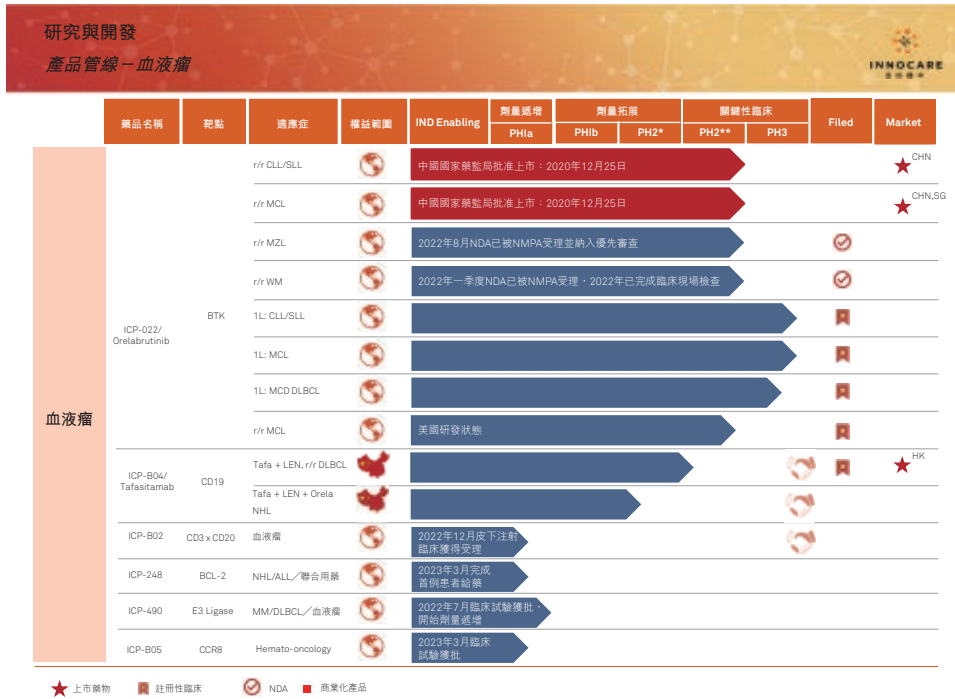 研究與開發
產品管線－血液瘤
INNOCARE
藥品名稱
靶點
適應症
權益範圍
IND Enabling
劑量遞增
PHIa
劑量拓展
PHIb
PH2*
關鍵性臨床
PH2**
PH3
Filed
Market
血液瘤
ICP-022/
Orelabrutinib
BTK
r/r CLL/SLL
中國國家藥監局批准上市：2020年12月25日
CHN
r/r MCL
中國國家藥監局批准上市：2020年12月25日
CHN,SG
r/r MZL
2022年8月NDA已被NMPA受理並納入優先審查
r/r WM
2022年一季度NDA已被NMPA受理，2022年已完成臨床現場檢查
1L: CLL/SLL
1L: MCL
1L: MCD DLBCL
r/r MCL
美國研發狀態
ICP-B04/
Tafasitamab
CD19
Tafa + LEN, r/r DLBCL
HK
Tafa + LEN + Orela
NHL
ICP-B02
CD3 x CD20
血液瘤
2022年12月皮下注射
臨床獲得受理
ICP-248
BCL-2
NHL/ALL／聯合用藥
2023年3月完成
首例患者給藥
ICP-490
E3 Ligase
MM/DLBCL／血液瘤
2022年7月臨床試驗獲批，
開始劑量遞增
ICP-B05
CCR8
Hemato-oncology
2023年3月臨床
試驗獲批
上市藥物
註冊性臨床
NDA
商業化產品